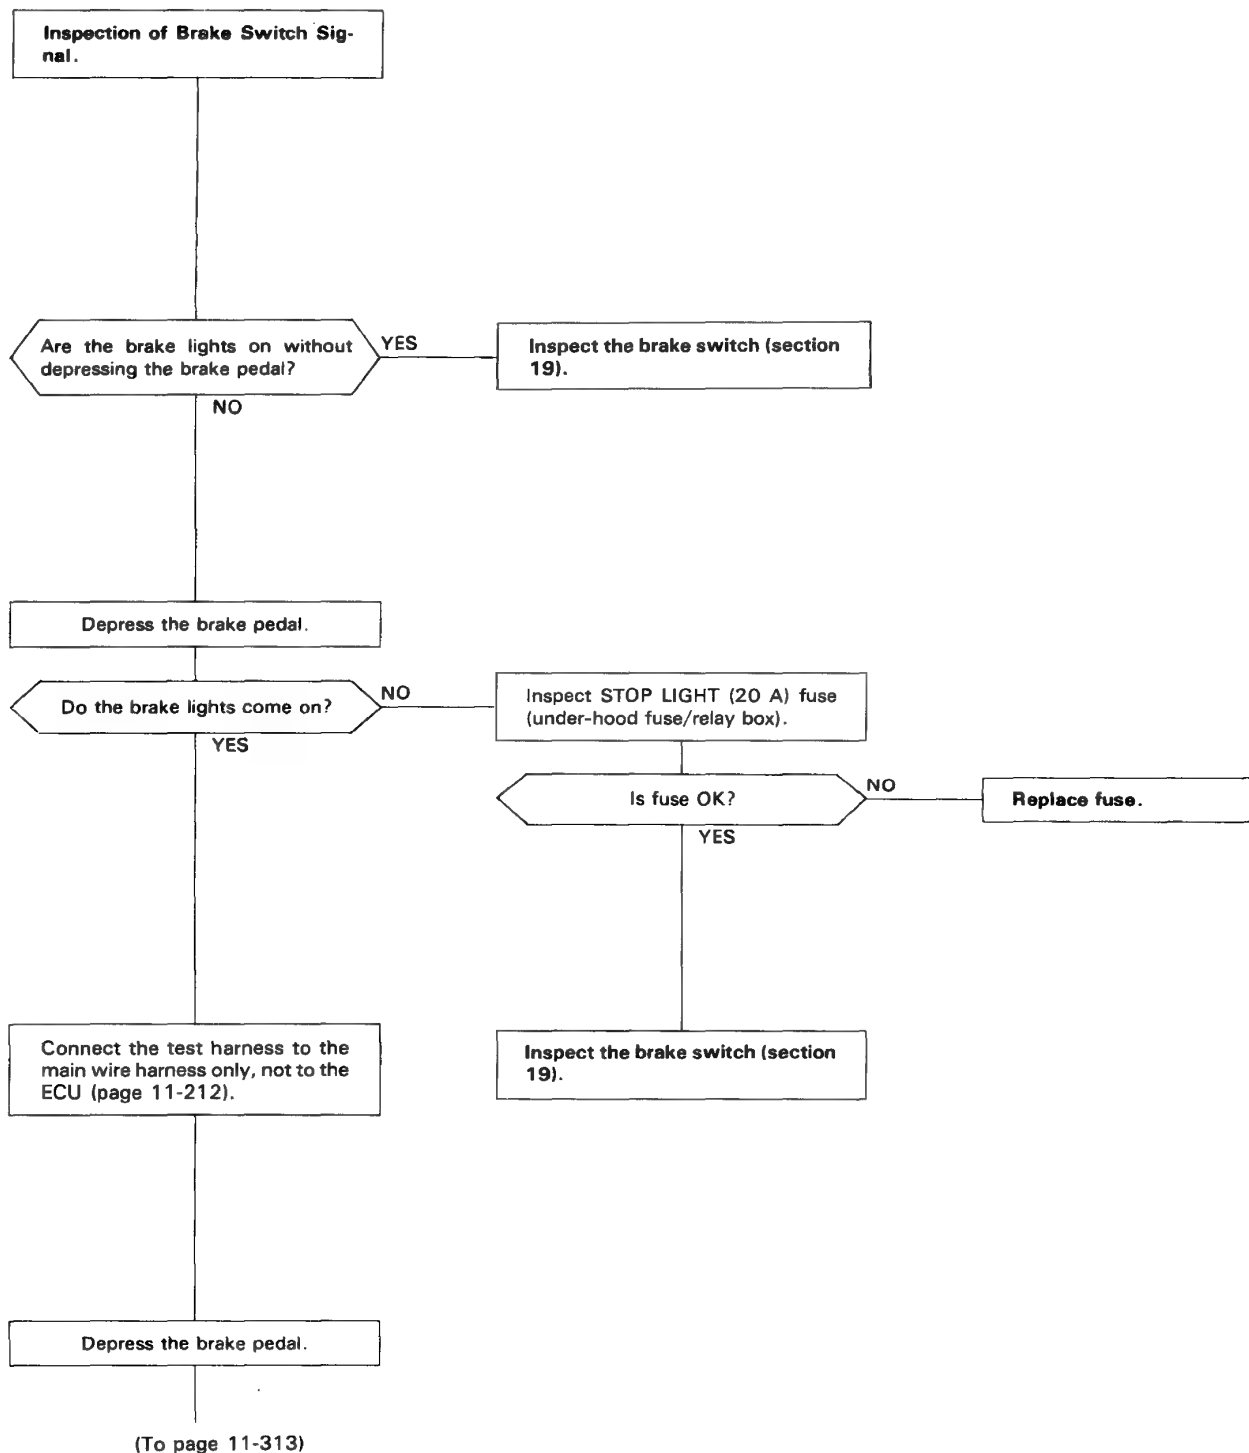 Inspection of Brake Switch Sig-
nal.
Are the brake lights on without
depressing the brake pedal?
YES
Inspect the brake switch (section
19).
NO
Depress the brake pedal.
Do the brake lights come on?
NO
Inspect STOP LIGHT (20 A) fuse
(under-hood fuse/relay box).
YES
Is fuse OK?
NO
Replace fuse.
YES
Connect the test harness to the
main wire harness only, not to the
ECU (page 11-212).
Inspect the brake switch (section
19).
Depress the brake pedal.
(To page 11-313)